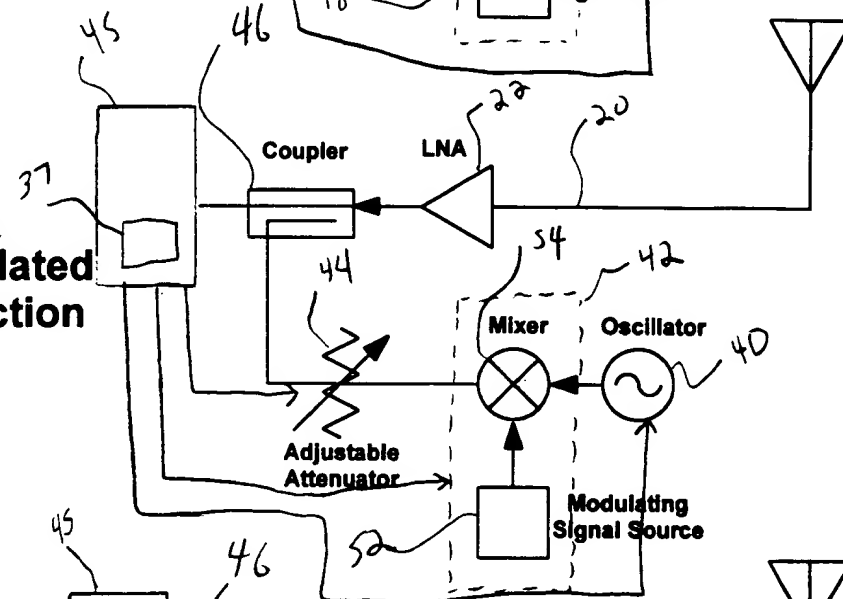 45
46
22
20
Coupler
LNA
37
54
42
lated
ction
44
Mixer
Oscillator
40
Adjustable
Attenuator
Modulating
Signal Source
52
45
46